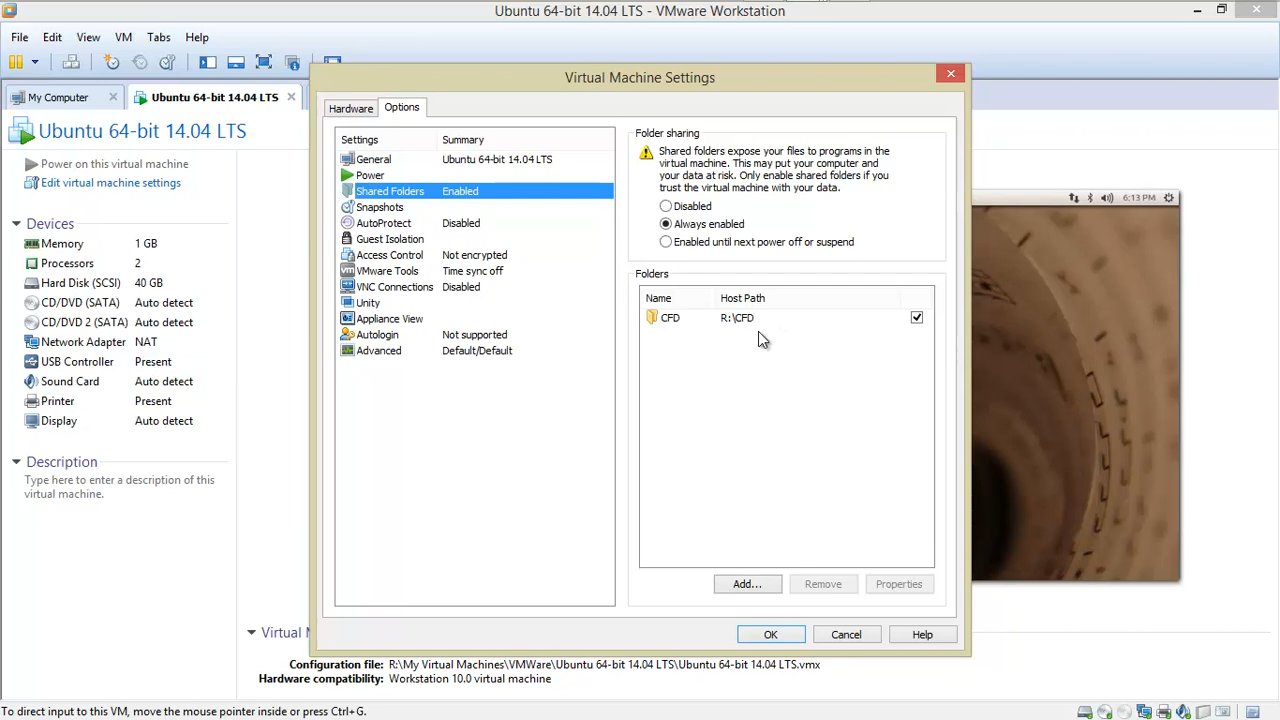 Ubuntu 64-bit 14.04 LTS - VMware Workstation
File Edit View VM Tabs Help
My Computer
Ubuntu 64-bit 14.04 LTS
Ubuntu 64-bit 14.04 LTS
Power on this virtual machine
Edit virtual machine settings
Devices
Memory 1 GB
Processors 2
Hard Disk (SCSI) 40 GB
CD/DVD (SATA) Auto detect
CD/DVD 2 (SATA) Auto detect
Network Adapter NAT
USB Controller Present
Sound Card Auto detect
Printer Present
Display Auto detect
Description
Type here to enter a description of this
virtual machine.
Virtual Machine Settings
Hardware Options
Settings Summary
General Ubuntu 64-bit 14.04 LTS
Power
Shared Folders Enabled
Snapshots
AutoProtect Disabled
Guest Isolation
Access Control Not encrypted
VMware Tools Time sync off
VNC Connections Disabled
Unity
Appliance View
Autologin Not supported
Advanced Default/Default
Folder sharing
Shared folders expose your files to programs in the
virtual machine. This may put your computer and
your data at risk. Only enable shared folders if you
trust the virtual machine with your data.
Disabled
Always enabled
Enabled until next power off or suspend
Folders
Name Host Path
CFD R:\CFD
Add... Remove Properties
OK Cancel Help
6:13 PM
Virtual
Configuration file: R:\My Virtual Machines\VMWare\Ubuntu 64-bit 14.04 LTS\Ubuntu 64-bit 14.04 LTS.vmx
Hardware compatibility: Workstation 10.0 virtual machine
To direct input to this VM, move the mouse pointer inside or press Ctrl+G.